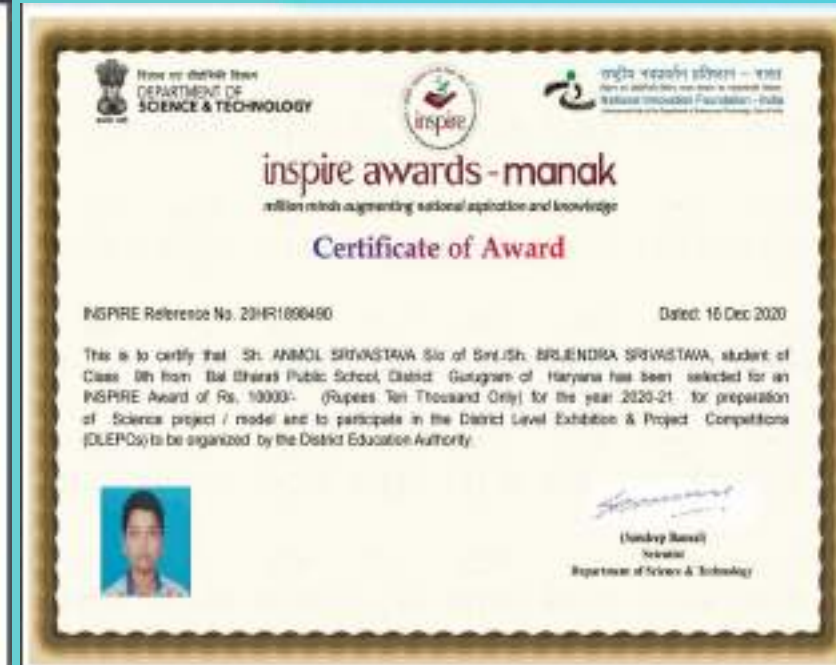 DEPARTMENT OF
SCIENCE & TECHNOLOGY
inspire
National Innovation Foundation - India
inspire awards - manak
million minds augmenting national aspiration and knowledge
Certificate of Award
INSPIRE Reference No. 20HR1898490
Dated: 16 Dec 2020
This is to certify that Sh. ANMOL SRIVASTAVA S/o of Smt./Sh. BRIJENDRA SRIVASTAVA, student of
Class 9th from Bal Bharati Public School, District Gurugram of Haryana has been selected for an
INSPIRE Award of Rs. 10000/- (Rupees Ten Thousand Only) for the year 2020-21 for preparation
of Science project / model and to participate in the District Level Exhibition & Project Competitions
(DLEPCs) to be organized by the District Education Authority.
(Sandeep Bansal)
Scientist
Department of Science & Technology